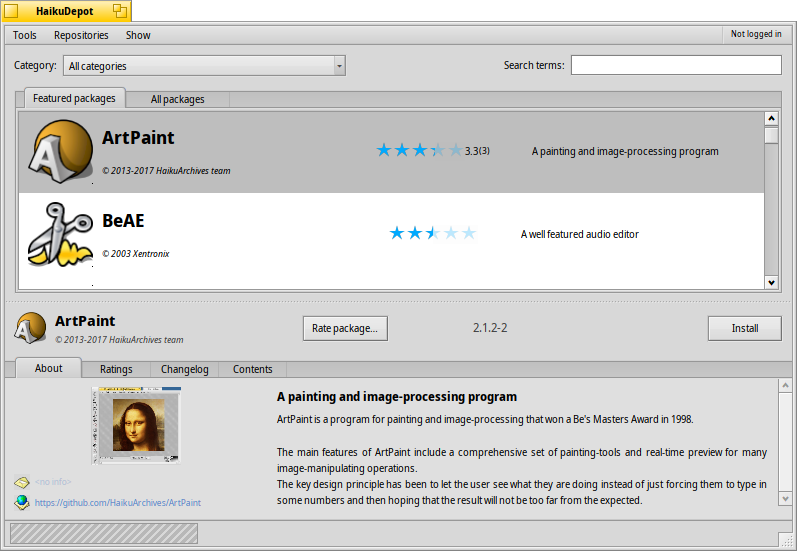 HaikuDepot
Tools Repositories Show Not logged in
Category: All categories Search terms:
Featured packages All packages
ArtPaint
3.3(3) A painting and image-processing program
© 2013-2017 HaikuArchives team
BeAE
A well featured audio editor
© 2003 Xentronix
ArtPaint
© 2013-2017 HaikuArchives team
Rate package... 2.1.2-2 Install
About Ratings Changelog Contents
A painting and image-processing program
ArtPaint is a program for painting and image-processing that won a Be's Masters Award in 1998.
The main features of ArtPaint include a comprehensive set of painting-tools and real-time preview for many
image-manipulating operations.
The key design principle has been to let the user see what they are doing instead of just forcing them to type in
some numbers and then hoping that the result will not be too far from the expected.
<no info>
https://github.com/HaikuArchives/ArtPaint